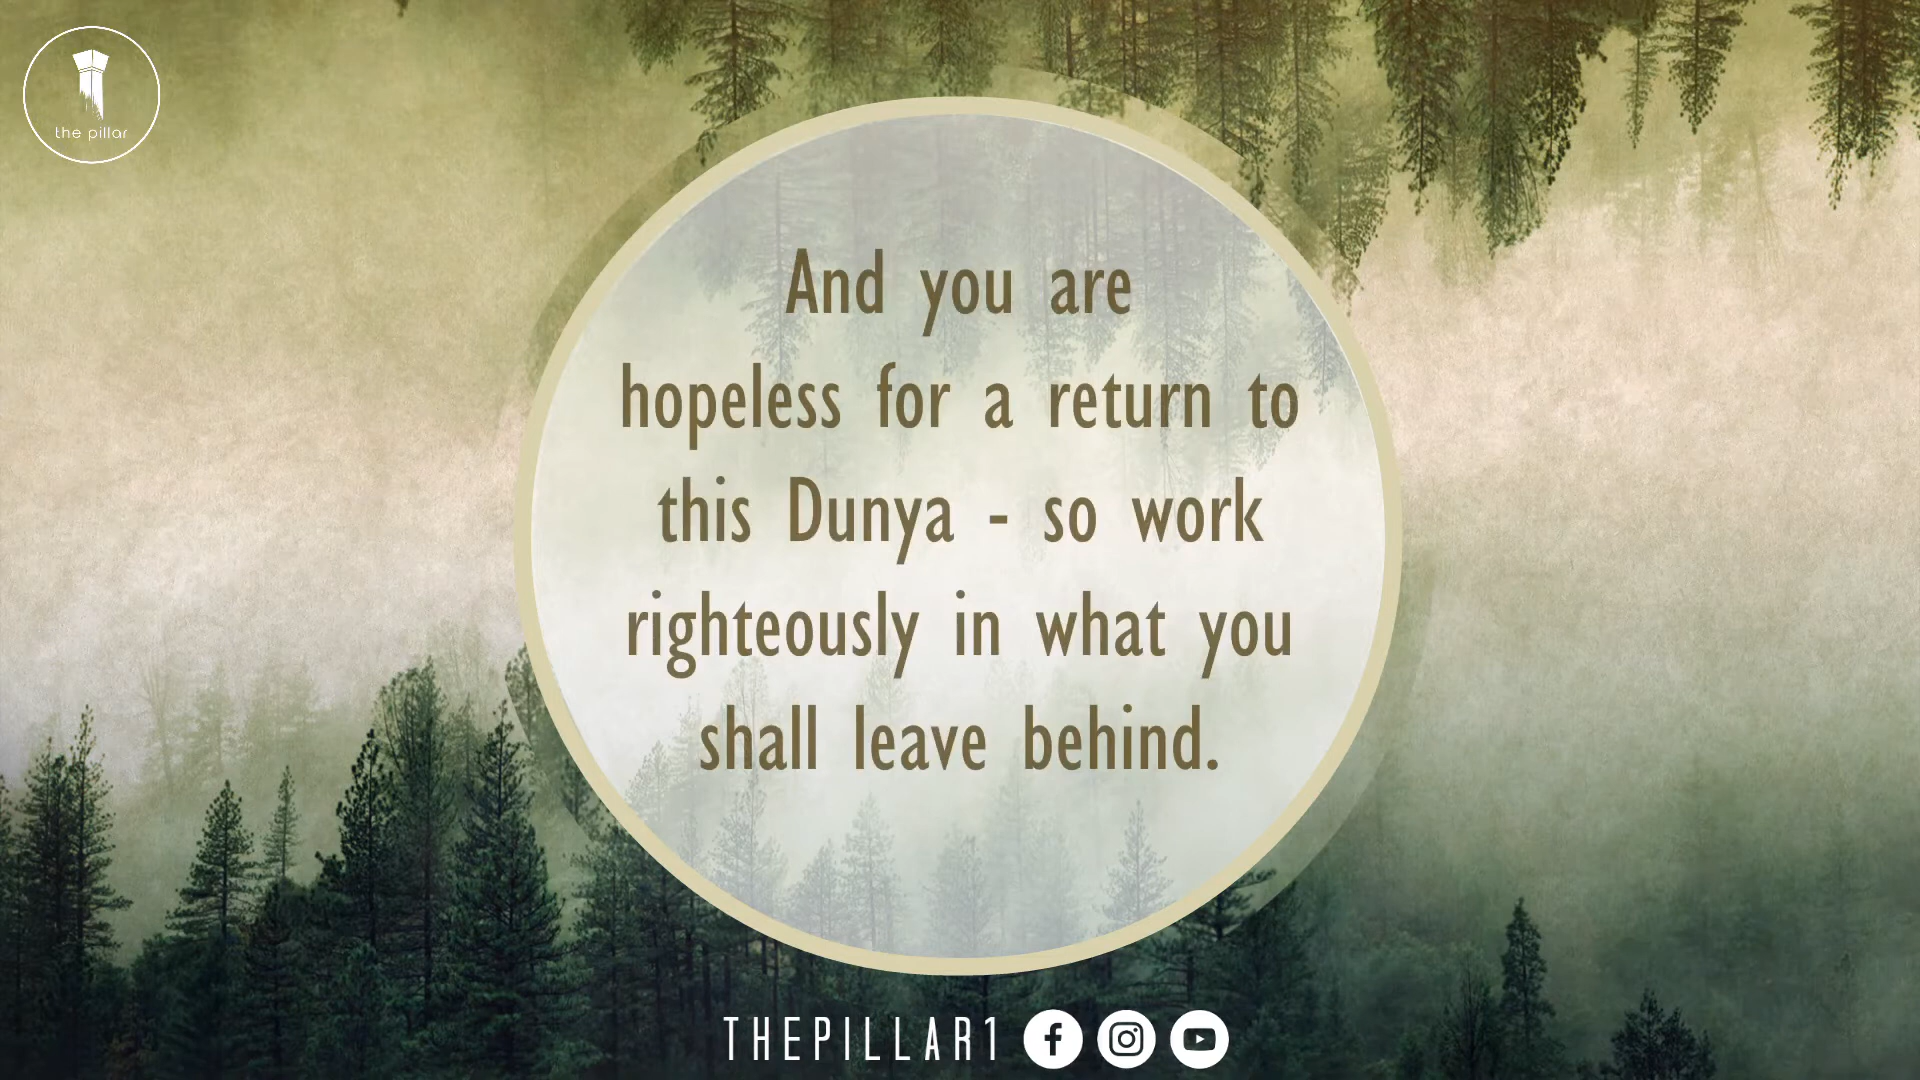 the pillar
And you are
hopeless for a return to
this Dunya - so work
righteously in what you
shall leave behind.
THEPILLAR1